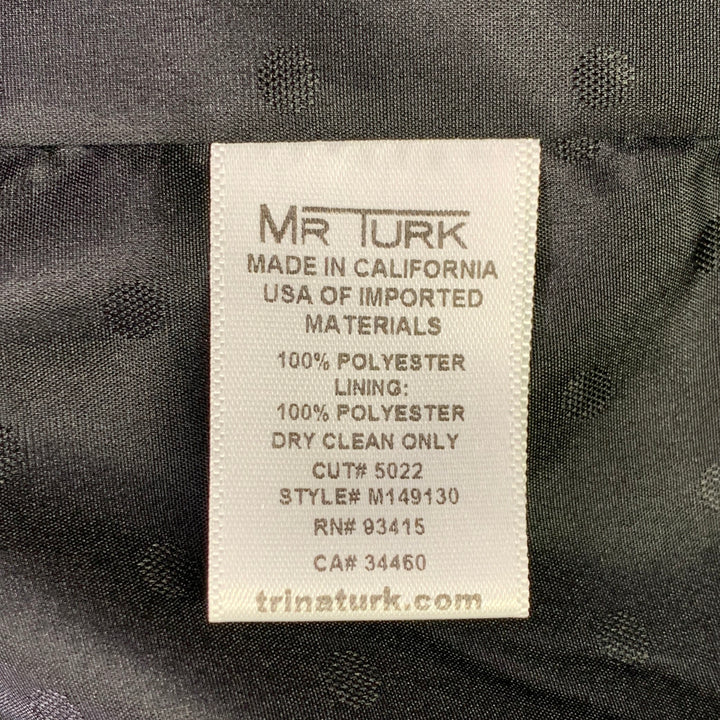 MR TURK
MADE IN CALIFORNIA
USA OF IMPORTED
MATERIALS
100% POLYESTER
LINING:
100% POLYESTER
DRY CLEAN ONLY
CUT# 5022
STYLE# M149130
RN# 93415
CA# 34460
trinaturk.com